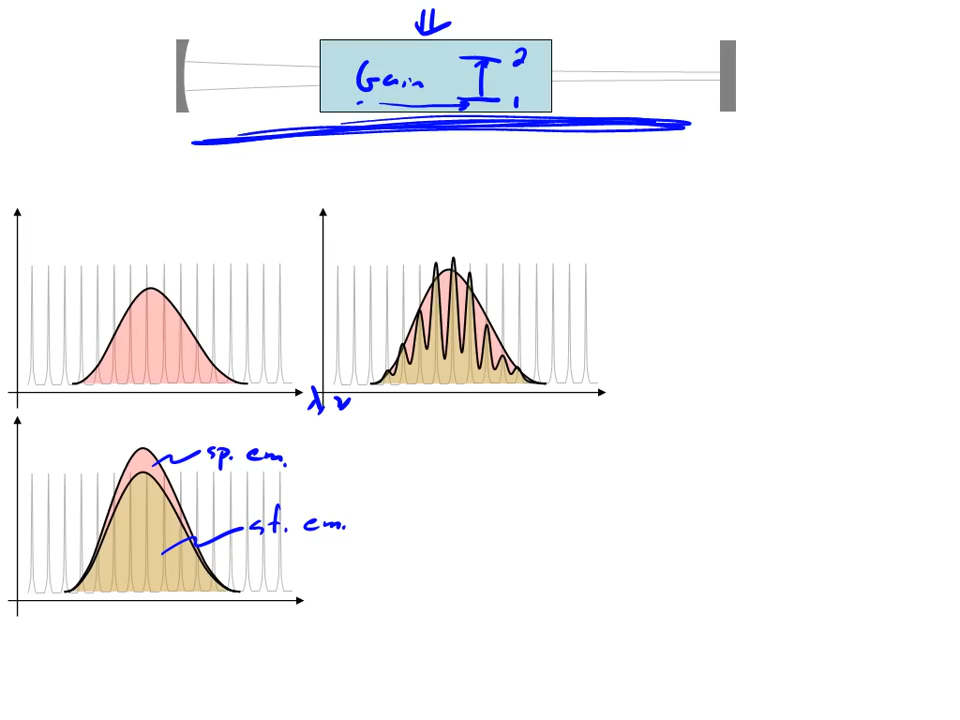 Gain
2
1
λ, ν
sp. em.
st. em.